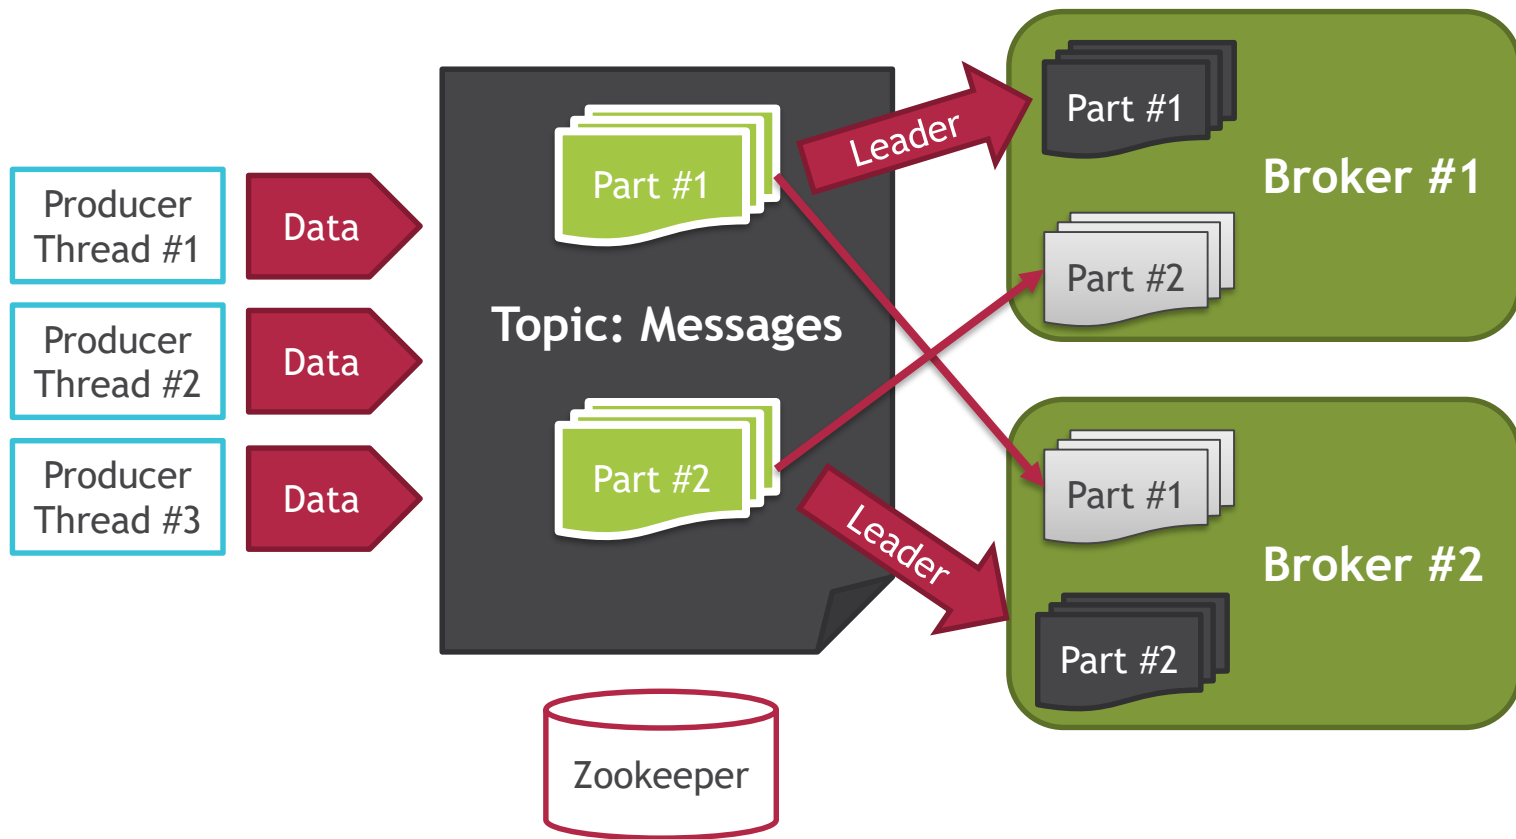 Producer
Thread #1
Data
Producer
Thread #2
Data
Producer
Thread #3
Data
Part #1
Topic: Messages
Part #2
Leader
Leader
Part #1
Broker #1
Part #2
Part #1
Broker #2
Part #2
Zookeeper